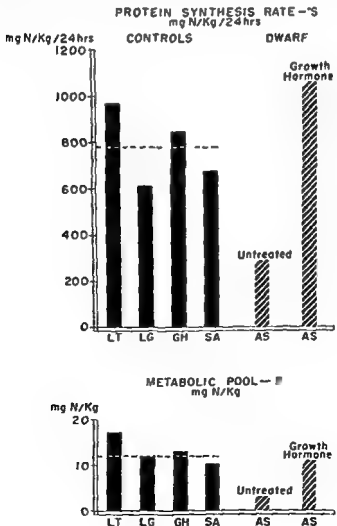 PROTEIN SYNTHESIS RATE–"S
mg N/Kg/24hrs
mg N/Kg/24hrs
CONTROLS DWARF
1200
1000
800
600
400
200
0
Growth
Hormone
Untreated
LT LG GH SA AS AS
METABOLIC POOL–
mg N/Kg
mg N/Kg
20
10
0
Growth
Hormone
Untreated
LT LG GH SA AS AS